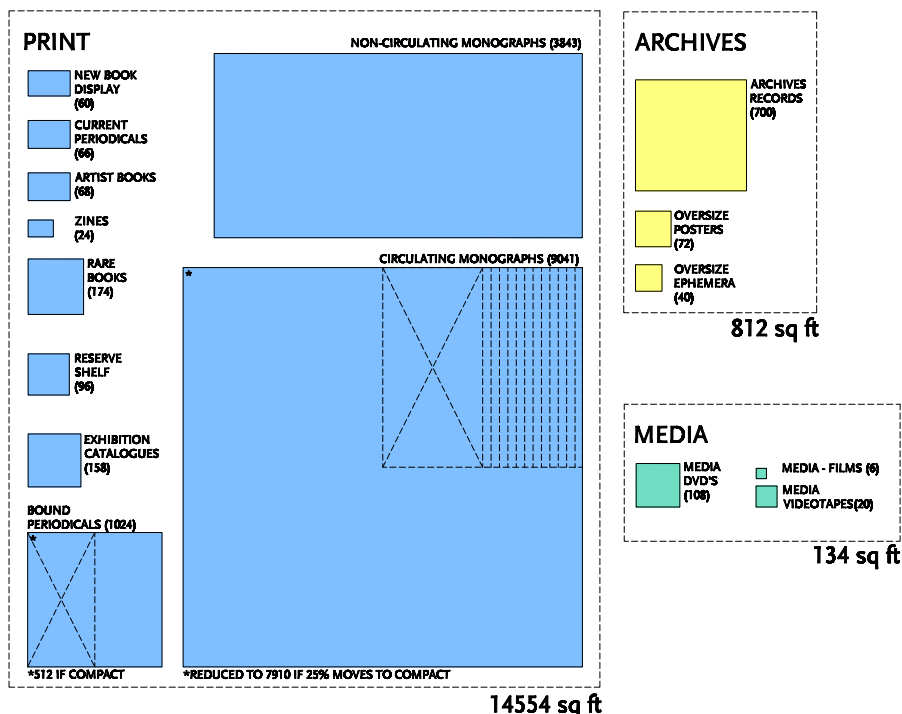 PRINT
NEW BOOK
DISPLAY
(60)
CURRENT
PERIODICALS
(66)
ARTIST BOOKS
(68)
ZINES
(24)
RARE
BOOKS
(174)
RESERVE
SHELF
(96)
EXHIBITION
CATALOGUES
(158)
BOUND
PERIODICALS (1024)
*
*512 IF COMPACT
NON-CIRCULATING MONOGRAPHS (3843)
CIRCULATING MONOGRAPHS (9041)
*
*REDUCED TO 7910 IF 25% MOVES TO COMPACT
14554 sq ft
ARCHIVES
ARCHIVES
RECORDS
(700)
OVERSIZE
POSTERS
(72)
OVERSIZE
EPHEMERA
(40)
812 sq ft
MEDIA
MEDIA
DVD'S
(108)
MEDIA - FILMS (6)
MEDIA
VIDEOTAPES(20)
134 sq ft